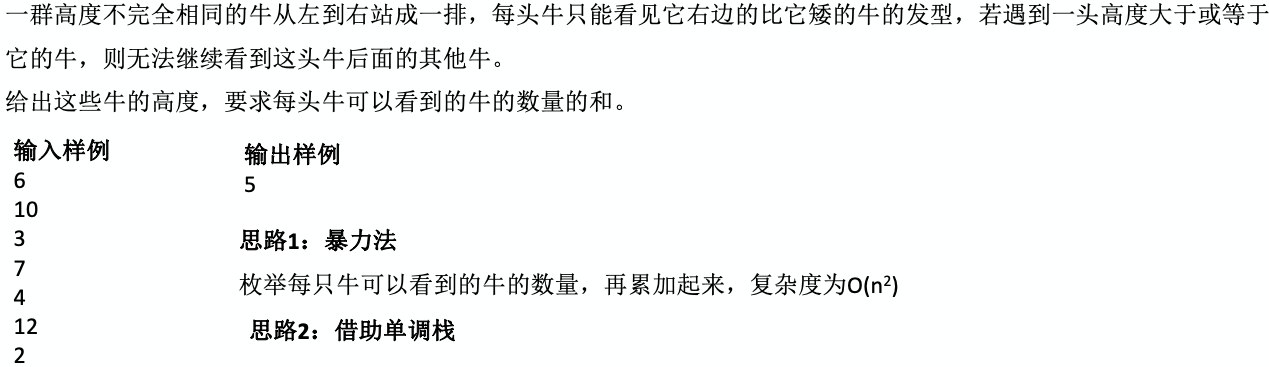 一群高度不完全相同的牛从左到右站成一排，每头牛只能看见它右边的比它矮的牛的发型，若遇到一头高度大于或等于
它的牛，则无法继续看到这头牛后面的其他牛。
给出这些牛的高度，要求每头牛可以看到的牛的数量的和。
输入样例
6
10
3
7
4
12
2
输出样例
5
思路1：暴力法
枚举每只牛可以看到的牛的数量，再累加起来，复杂度为O(n²)
思路2：借助单调栈